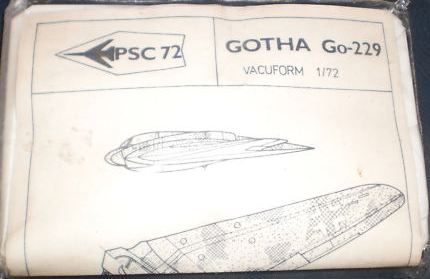 PSC 72
GOTHA Go-229
VACUFORM 1/72